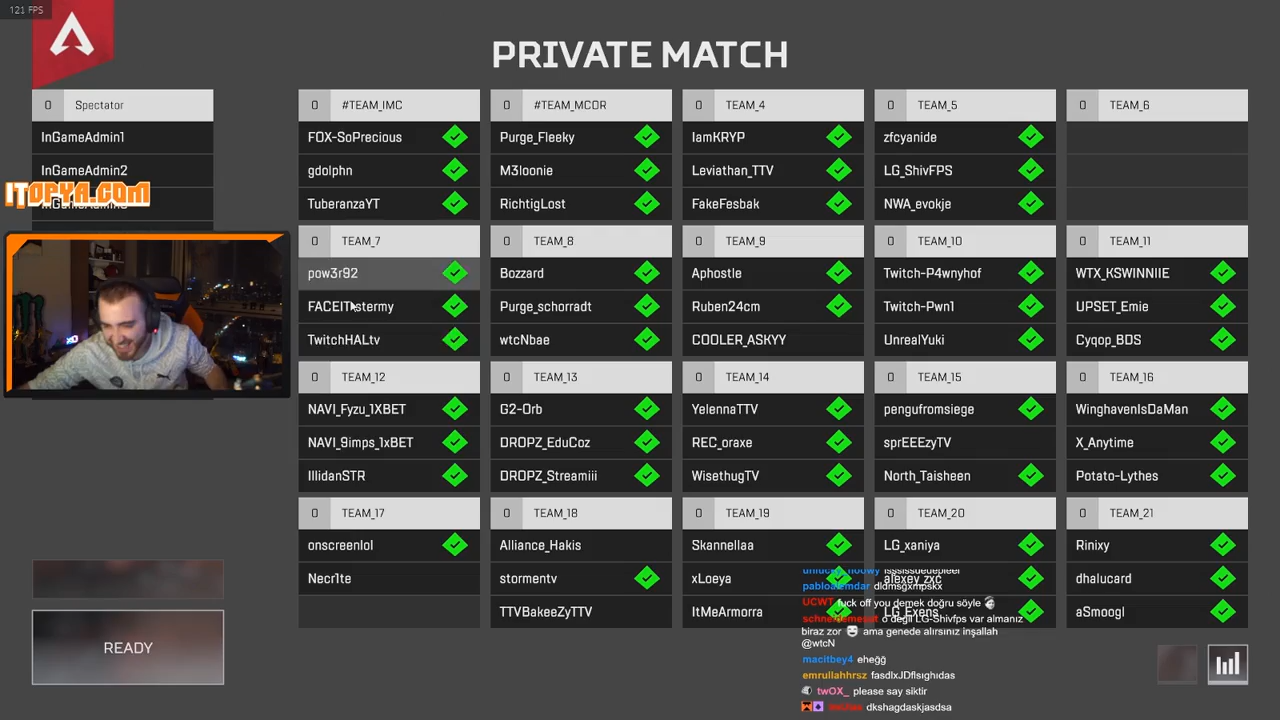 121 FPS
PRIVATE MATCH
0 Spectator
InGameAdmin1
InGameAdmin2
ITOPYA.COM
0 #TEAM_IMC
FOX-SoPrecious
gdolphn
TuberanzaYT
0 #TEAM_MCOR
Purge_Fleeky
M3loonie
RichtigLost
0 TEAM_4
IamKRYP
Leviathan_TTV
FakeFesbak
0 TEAM_5
zfcyanide
LG_ShivFPS
NWA_evokje
0 TEAM_6
0 TEAM_7
pow3r92
FACEIT-stermy
TwitchHALtv
0 TEAM_8
Bozzard
Purge_schorradt
wtcNbae
0 TEAM_9
Aphostle
Ruben24cm
COOLER_ASKYY
0 TEAM_10
Twitch-P4wnyhof
Twitch-Pwn1
UnrealYuki
0 TEAM_11
WTX_KSWINNIIE
UPSET_Emie
Cyqop_BDS
0 TEAM_12
NAVI_Fyzu_1XBET
NAVI_9imps_1xBET
IllidanSTR
0 TEAM_13
G2-Orb
DROPZ_EduCoz
DROPZ_Streamiii
0 TEAM_14
YelennaTTV
REC_oraxe
WisethugTV
0 TEAM_15
pengufromsiege
sprEEEzyTV
North_Taisheen
0 TEAM_16
WinghavenIsDaMan
X_Anytime
Potato-Lythes
0 TEAM_17
onscreenlol
Necr1te
0 TEAM_18
Alliance_Hakis
stormentv
TTVBakeeZyTTV
0 TEAM_19
Skannellaa
xLoeya
ItMeArmorra
0 TEAM_20
LG_xaniya
alexey_zxc
LG_Exens
0 TEAM_21
Rinixy
dhalucard
aSmoogl
pabloalemdar dldmsgxmpskx
UCWT fuck off you demek doğru söyle
o değil LG-Shivfps var almanız
biraz zor ama genede alırsınız inşallah
@wtcN
macitbey4 eheğğ
emrullahhrsz fasdlxJDflsıghıdas
twOX_ please say siktir
dkshagdaskjasdsa
READY